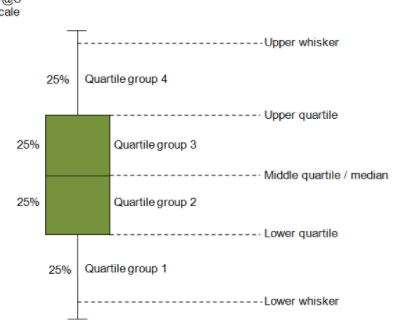 cale
Upper whisker
25% Quartile group 4
Upper quartile
25% Quartile group 3
Middle quartile / median
25% Quartile group 2
Lower quartile
25% Quartile group 1
Lower whisker